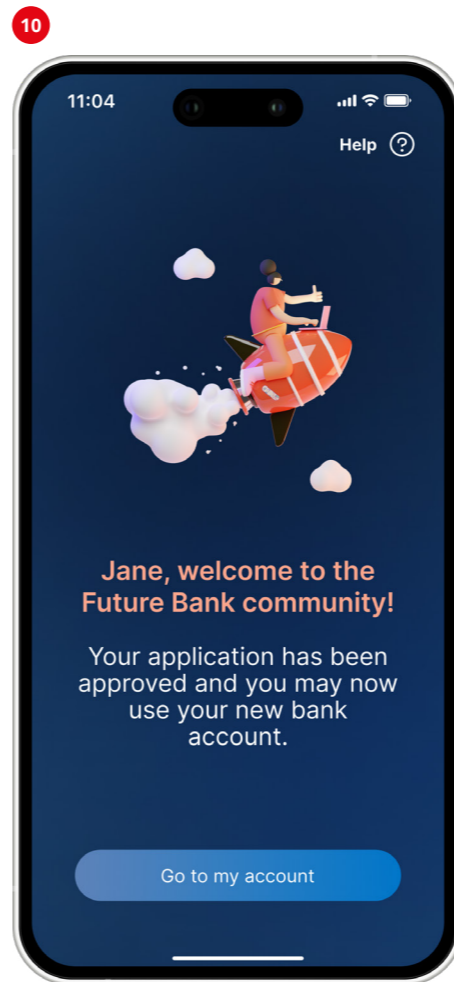 10
11:04
Help ?
Jane, welcome to the
Future Bank community!
Your application has been
approved and you may now
use your new bank
account.
Go to my account